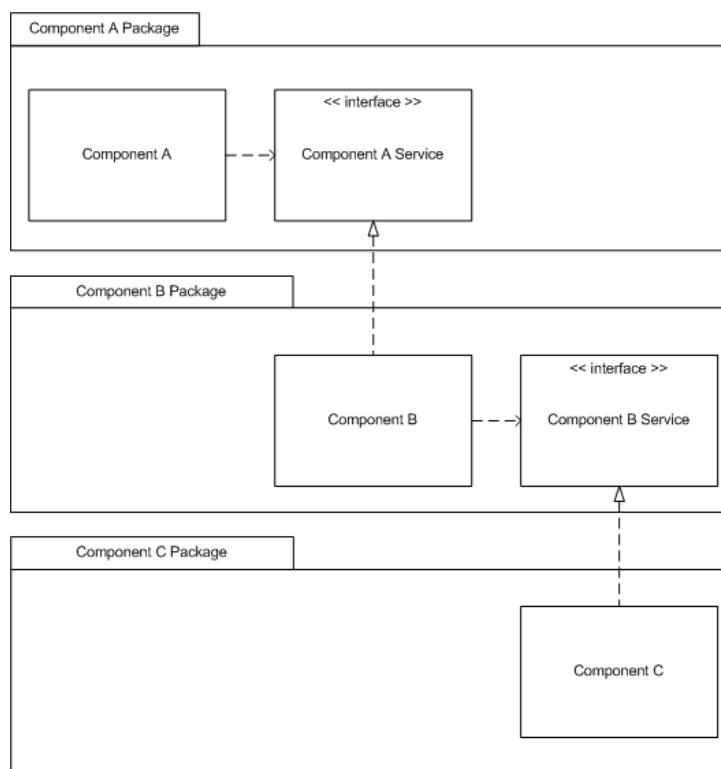 Component A Package
<< interface >>
Component A
Component A Service
Component B Package
<< interface >>
Component B
Component B Service
Component C Package
Component C